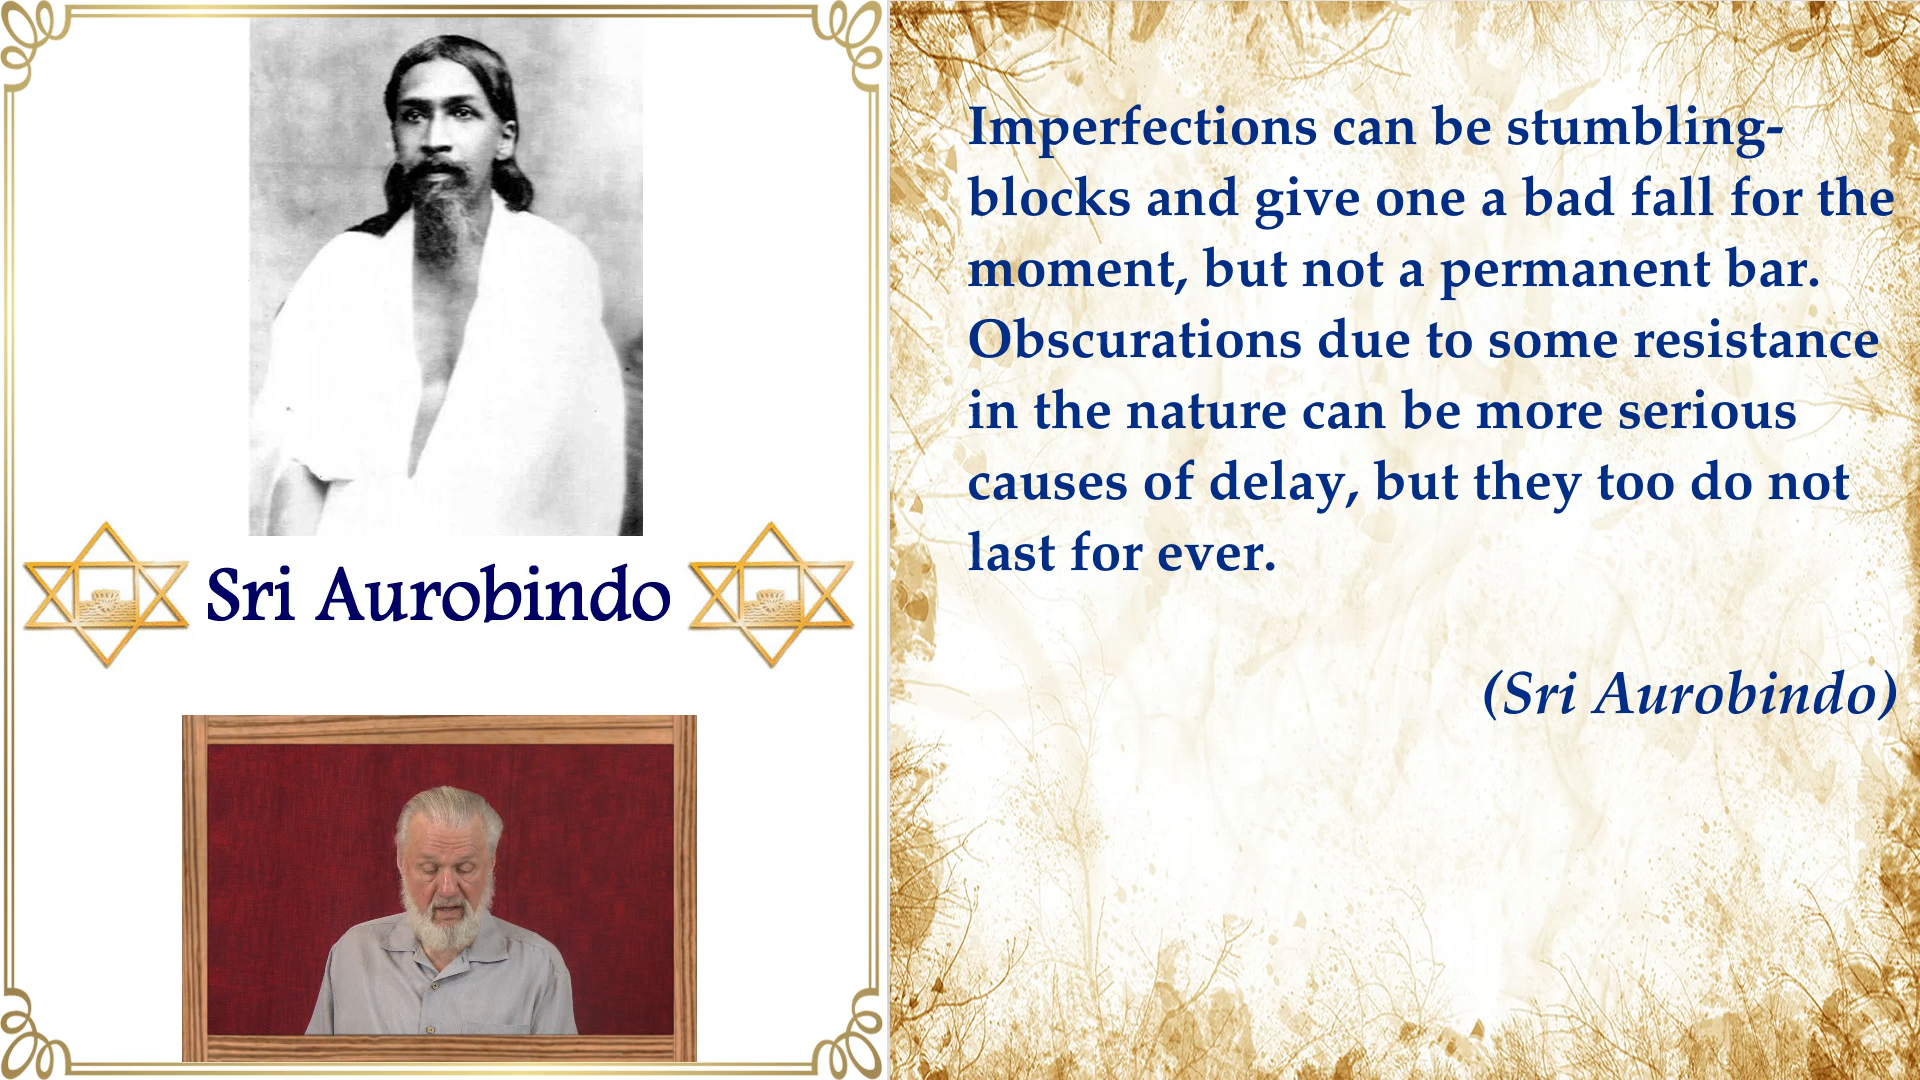 Sri Aurobindo
Imperfections can be stumbling-
blocks and give one a bad fall for the
moment, but not a permanent bar.
Obscurations due to some resistance
in the nature can be more serious
causes of delay, but they too do not
last for ever.
(Sri Aurobindo)